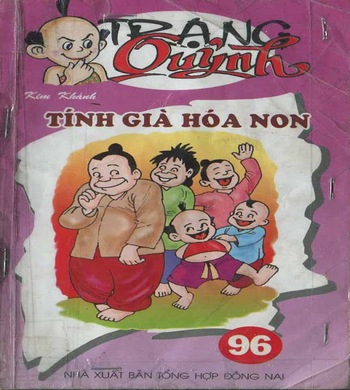 TRẠNG
Quỳnh
Kim Khánh
TÍNH GIÀ HÓA NON
96
NHÀ XUẤT BẢN TỔNG HỢP ĐỒNG NAI